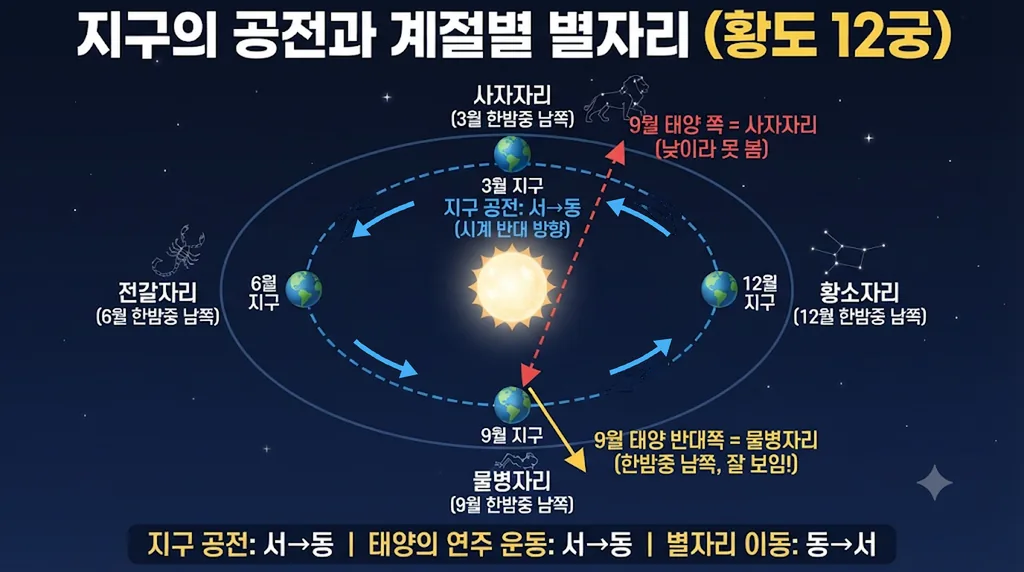 지구의 공전과 계절별 별자리 (황도 12궁)
사자자리
(3월 한밤중 남쪽)
9월 태양 쪽 = 사자자리
(낮이라 못 봄)
3월 지구
지구 공전: 서→동
(시계 반대 방향)
전갈자리
(6월 한밤중 남쪽)
6월
지구
12월
지구
황소자리
(12월 한밤중 남쪽)
9월 지구
9월 태양 반대쪽 = 물병자리
(한밤중 남쪽, 잘 보임!)
물병자리
(9월 한밤중 남쪽)
지구 공전: 서→동 | 태양의 연주 운동: 서→동 | 별자리 이동: 동→서